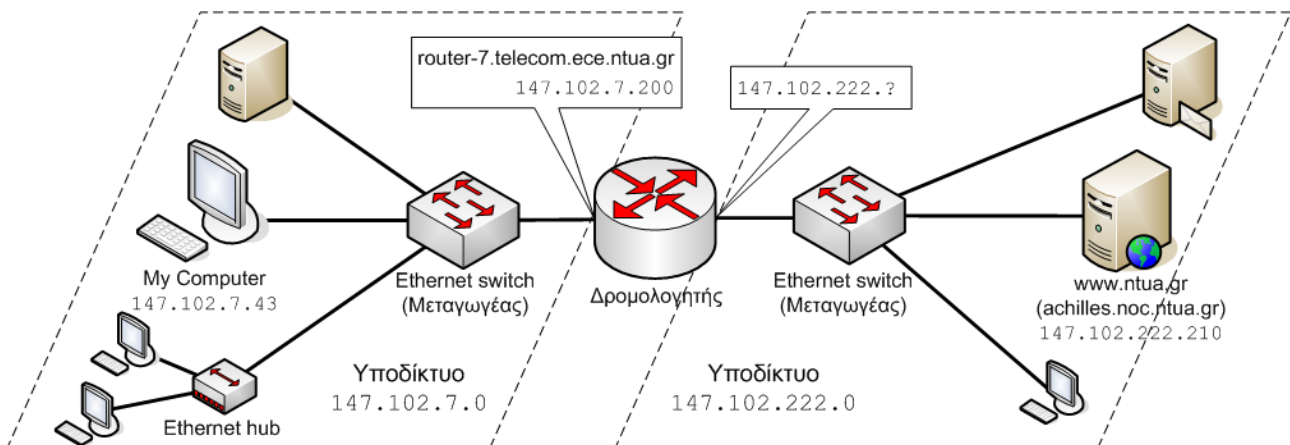 router-7.telecom.ece.ntua.gr
147.102.7.200
147.102.222.?
My Computer
147.102.7.43
Ethernet switch
(Μεταγωγέας)
Δρομολογητής
Ethernet switch
(Μεταγωγέας)
www.ntua.gr
(achilles.noc.ntua.gr)
147.102.222.210
Ethernet hub
Υποδίκτυο
147.102.7.0
Υποδίκτυο
147.102.222.0